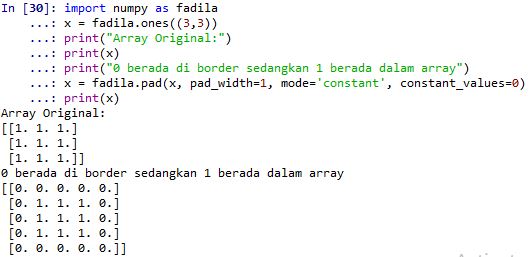 In [30]: import numpy as fadila
...: x = fadila.ones((3,3))
...: print("Array Original:")
...: print(x)
...: print("0 berada di border sedangkan 1 berada dalam array")
...: x = fadila.pad(x, pad_width=1, mode='constant', constant_values=0)
...: print(x)
Array Original:
[[1. 1. 1.]
[1. 1. 1.]
[1. 1. 1.]]
0 berada di border sedangkan 1 berada dalam array
[[0. 0. 0. 0. 0.]
[0. 1. 1. 1. 0.]
[0. 1. 1. 1. 0.]
[0. 1. 1. 1. 0.]
[0. 0. 0. 0. 0.]]